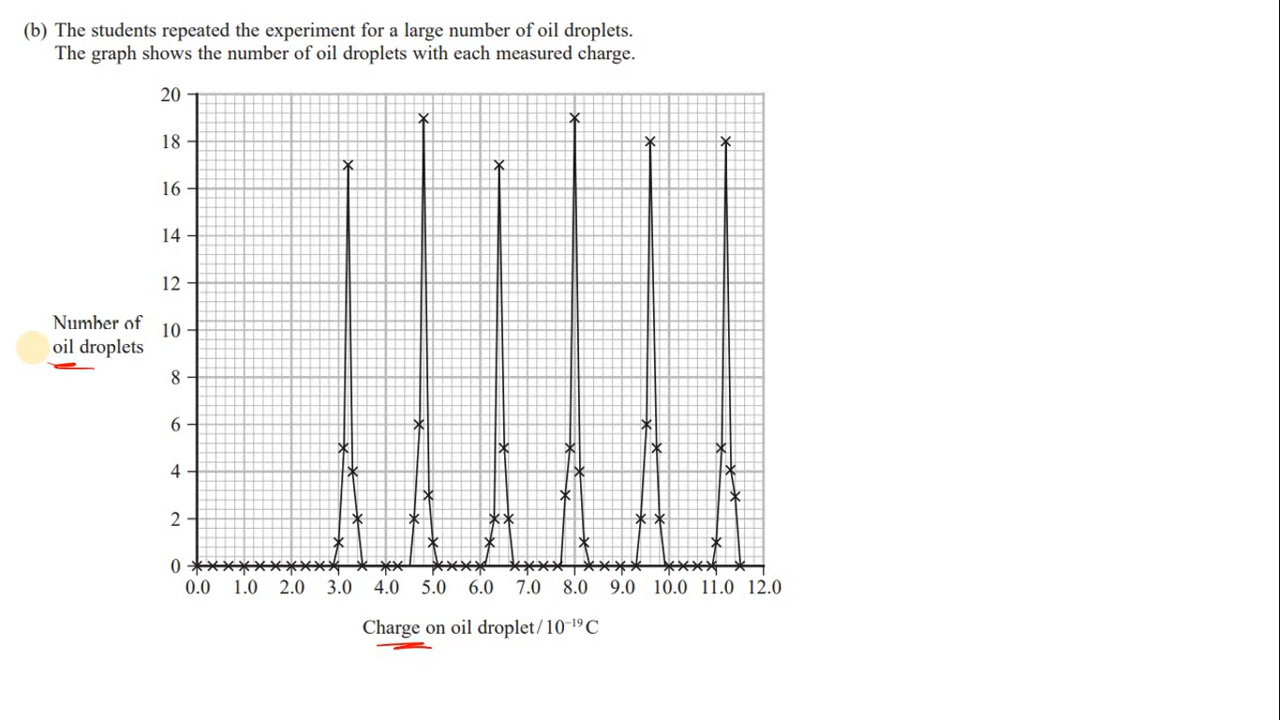 (b) The students repeated the experiment for a large number of oil droplets.
The graph shows the number of oil droplets with each measured charge.
20
18
16
14
12
Number of
oil droplets
10
8
6
4
2
0
0.0 1.0 2.0 3.0 4.0 5.0 6.0 7.0 8.0 9.0 10.0 11.0 12.0
Charge on oil droplet / 10⁻¹⁹ C